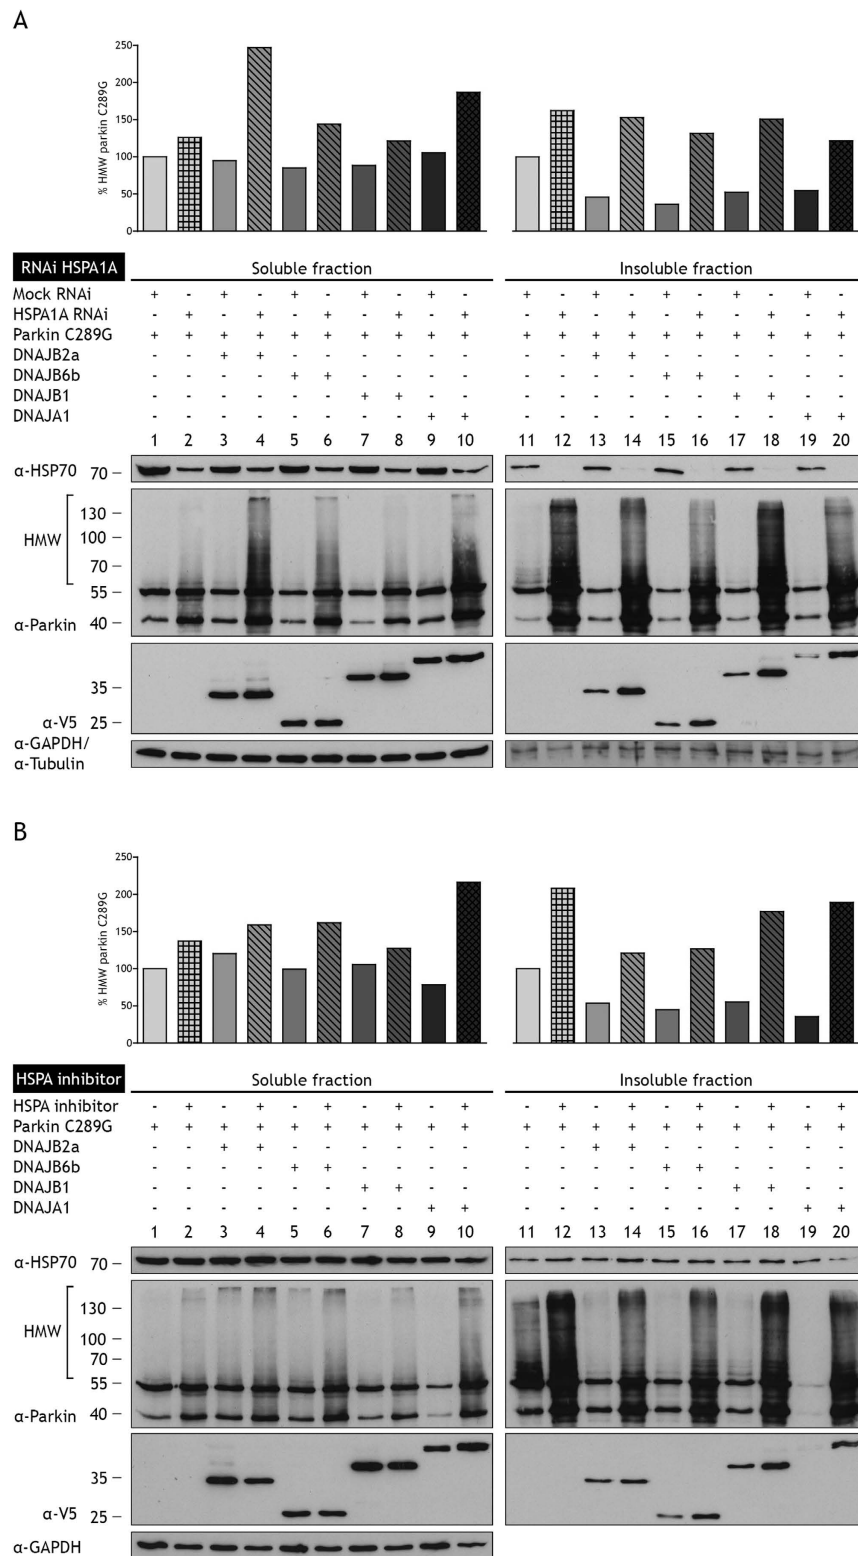 A
250
200
150
100
50
0
% HMW parkin C289G
RNAi HSPA1A
Soluble fraction Insoluble fraction
Mock RNAi + - + - + - + - + - + - + - + - + - + -
HSPA1A RNAi - + - + - + - + - + - + - + - + - + - +
Parkin C289G + + + + + + + + + + + + + + + + + + + +
DNAJB2a - - + + - - - - - - - - + + - - - - - -
DNAJB6b - - - - + + - - - - - - - - + + - - - -
DNAJB1 - - - - - - + + - - - - - - - - + + - -
DNAJA1 - - - - - - - - + + - - - - - - - - + +
1 2 3 4 5 6 7 8 9 10 11 12 13 14 15 16 17 18 19 20
α-HSP70 70 –
HMW
130 –
100 –
70 –
55 –
α-Parkin 40 –
35 –
α-V5 25 –
α-GAPDH/
α-Tubulin
B
250
200
150
100
50
0
% HMW parkin C289G
HSPA inhibitor
Soluble fraction Insoluble fraction
HSPA inhibitor - + - + - + - + - + - + - + - + - + - +
Parkin C289G + + + + + + + + + + + + + + + + + + + +
DNAJB2a - - + + - - - - - - - - + + - - - - - -
DNAJB6b - - - - + + - - - - - - - - + + - - - -
DNAJB1 - - - - - - + + - - - - - - - - + + - -
DNAJA1 - - - - - - - - + + - - - - - - - - + +
1 2 3 4 5 6 7 8 9 10 11 12 13 14 15 16 17 18 19 20
α-HSP70 70 –
HMW
130 –
100 –
70 –
55 –
α-Parkin 40 –
35 –
α-V5 25 –
α-GAPDH